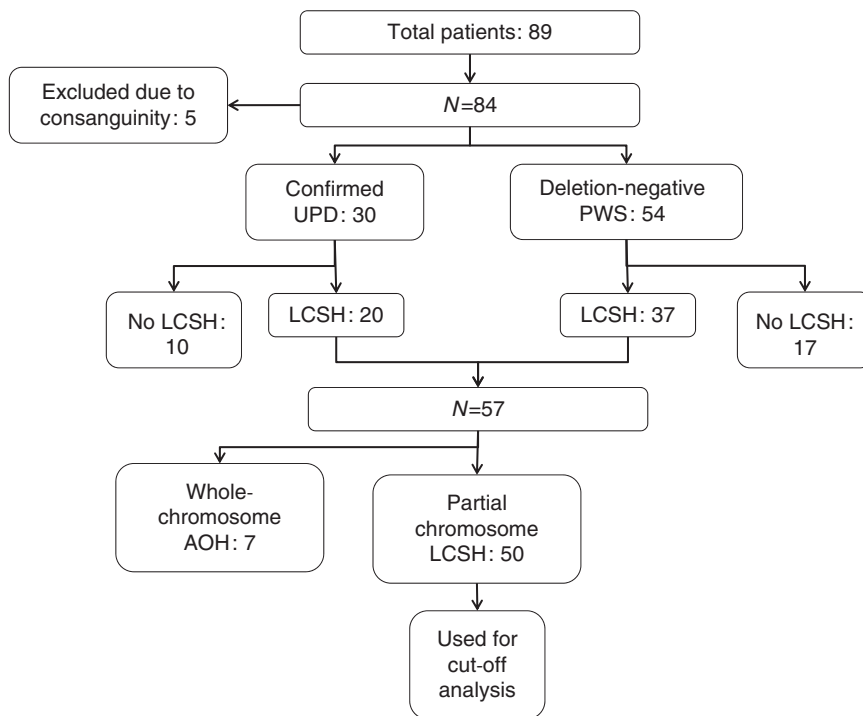 Total patients: 89
Excluded due to
consanguinity: 5
N=84
Confirmed
UPD: 30
Deletion-negative
PWS: 54
No LCSH:
10
LCSH: 20
LCSH: 37
No LCSH:
17
N=57
Whole-
chromosome
AOH: 7
Partial
chromosome
LCSH: 50
Used for
cut-off
analysis